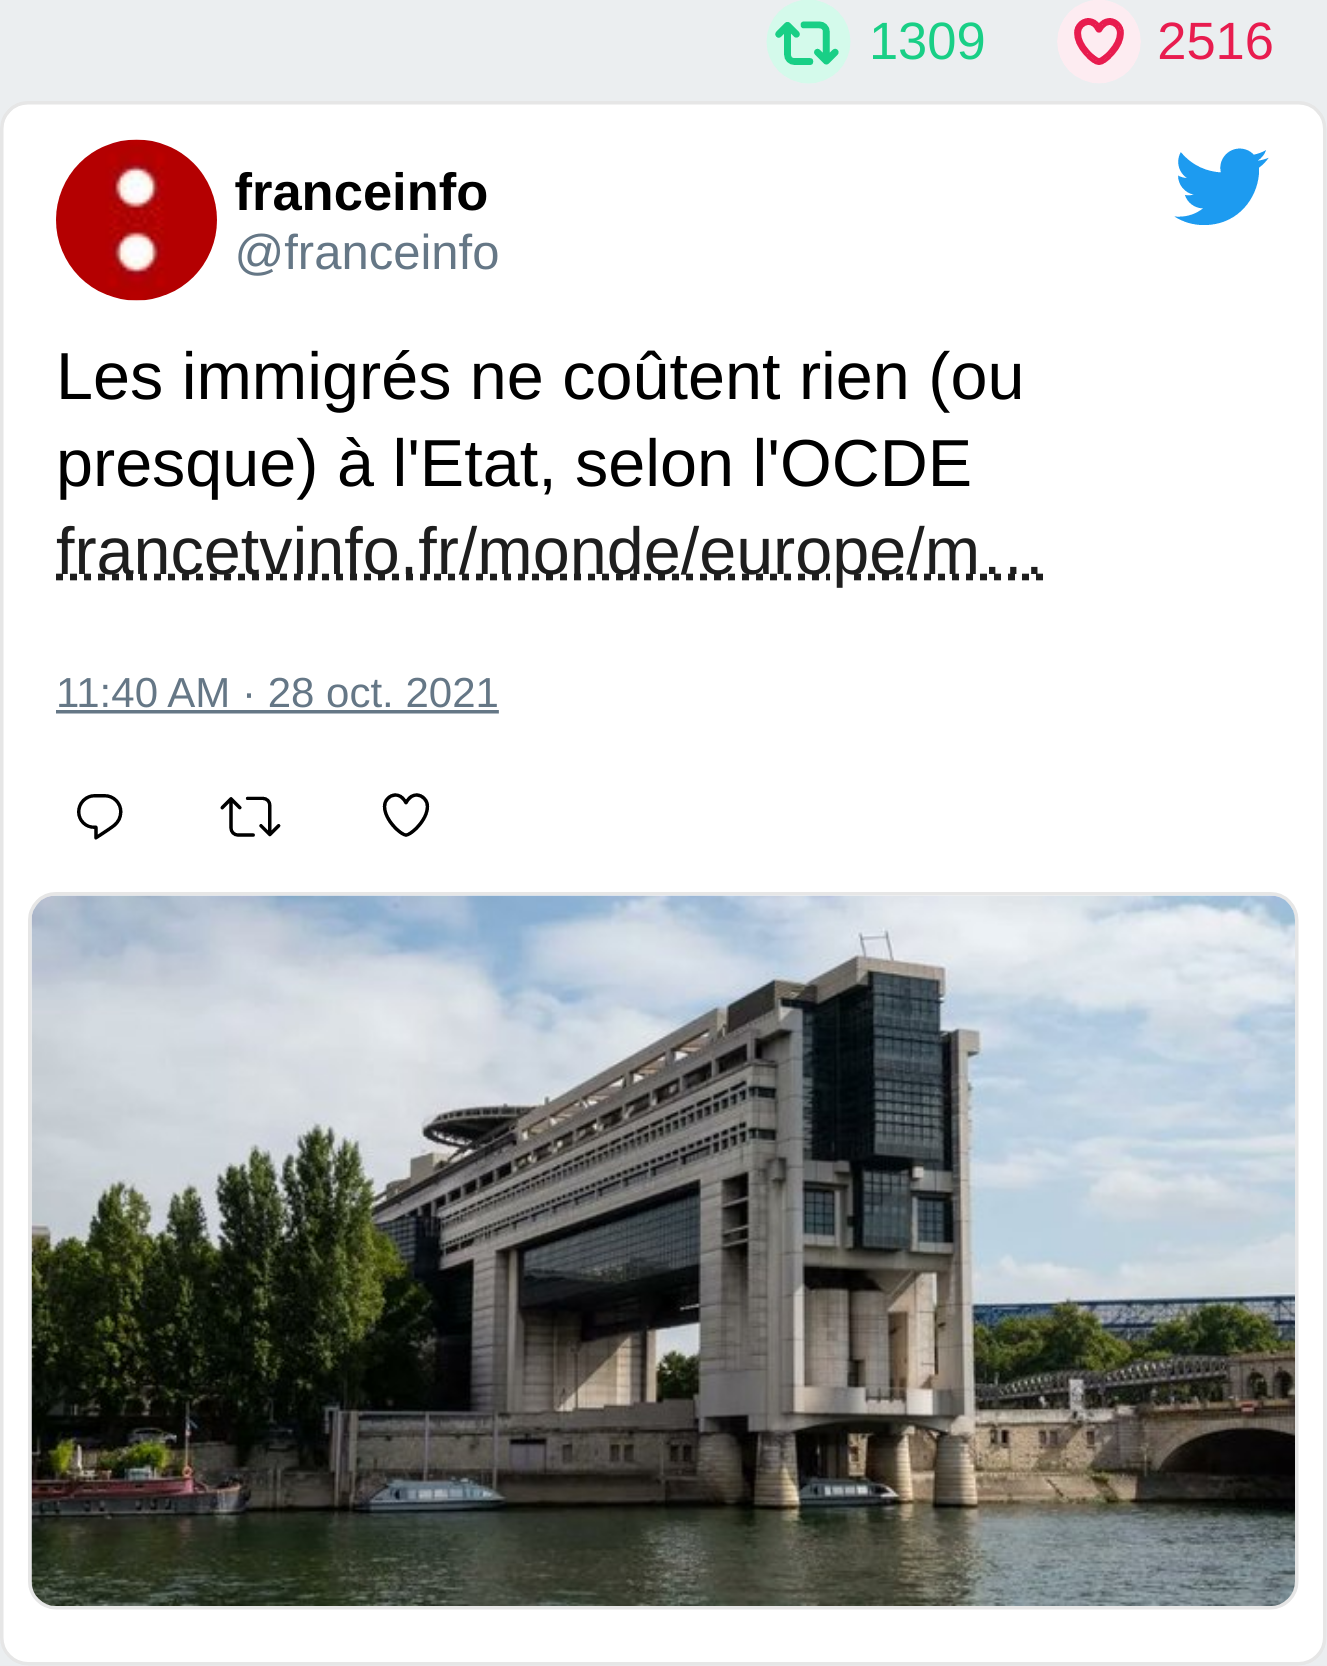 1309 2516
franceinfo
@franceinfo
Les immigrés ne coûtent rien (ou
presque) à l'Etat, selon l'OCDE
francetvinfo.fr/monde/europe/m…
11:40 AM · 28 oct. 2021